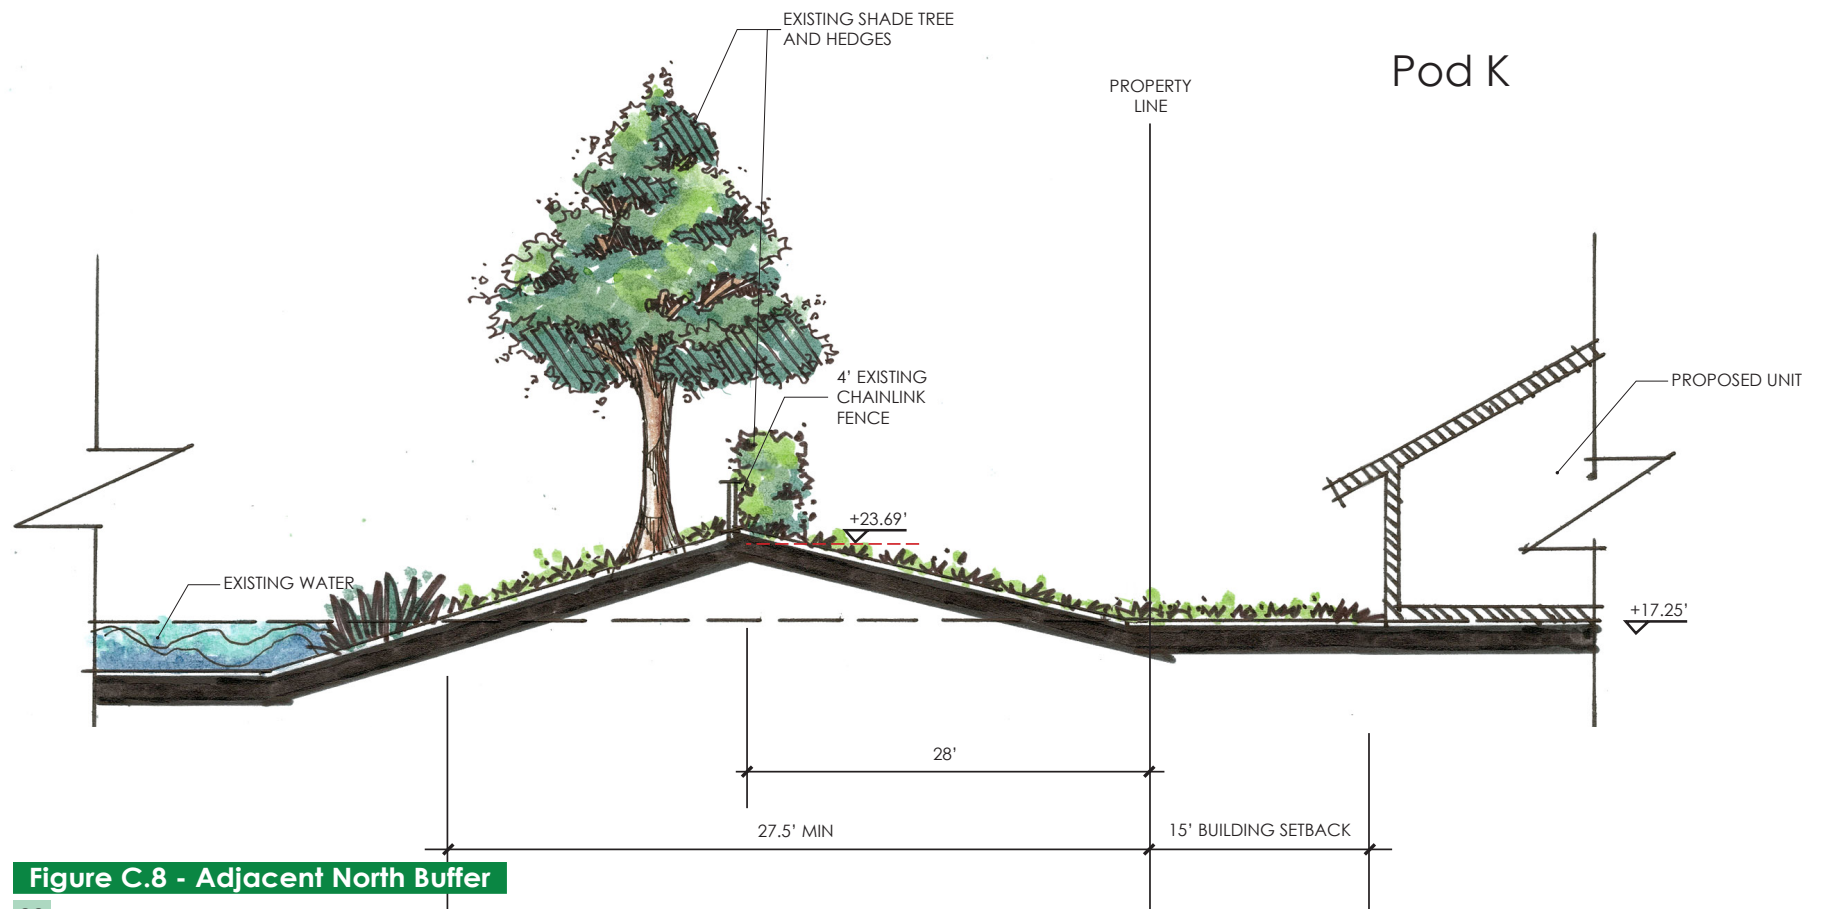 EXISTING SHADE TREE
AND HEDGES
Pod K
PROPERTY
LINE
4’ EXISTING
CHAINLINK
FENCE
PROPOSED UNIT
+23.69’
EXISTING WATER
+17.25’
28’
27.5’ MIN
15’ BUILDING SETBACK
Figure C.8 - Adjacent North Buffer